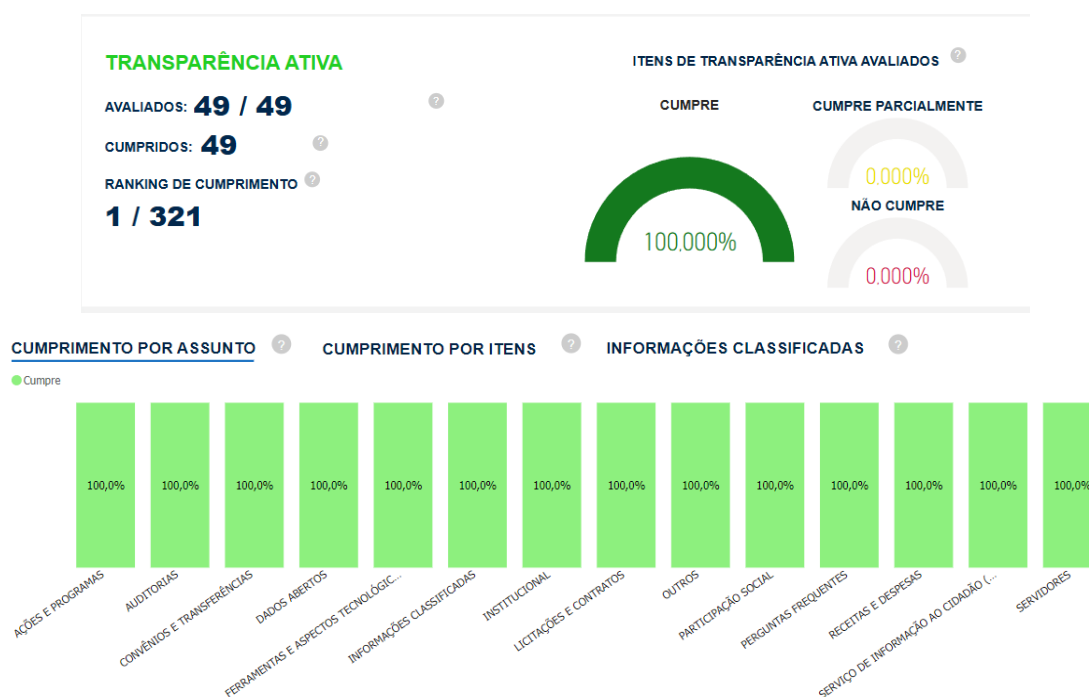 TRANSPARÊNCIA ATIVA
AVALIADOS: 49 / 49
?
CUMPRIDOS: 49
?
RANKING DE CUMPRIMENTO
?
1 / 321
ITENS DE TRANSPARÊNCIA ATIVA AVALIADOS
?
CUMPRE
100,000%
CUMPRE PARCIALMENTE
0,000%
NÃO CUMPRE
0,000%
CUMPRIMENTO POR ASSUNTO
?
CUMPRIMENTO POR ITENS
?
INFORMAÇÕES CLASSIFICADAS
?
Cumpre
100,0%
100,0%
100,0%
100,0%
100,0%
100,0%
100,0%
100,0%
100,0%
100,0%
100,0%
100,0%
100,0%
100,0%
AÇÕES E PROGRAMAS
AUDITORIAS
CONVÊNIOS E TRANSFERÊNCIAS
DADOS ABERTOS
FERRAMENTAS E ASPECTOS TECNOLÓGIC...
INFORMAÇÕES CLASSIFICADAS
INSTITUCIONAL
LICITAÇÕES E CONTRATOS
OUTROS
PARTICIPAÇÃO SOCIAL
PERGUNTAS FREQUENTES
RECEITAS E DESPESAS
SERVIÇO DE INFORMAÇÃO AO CIDADÃO (...
SERVIDORES